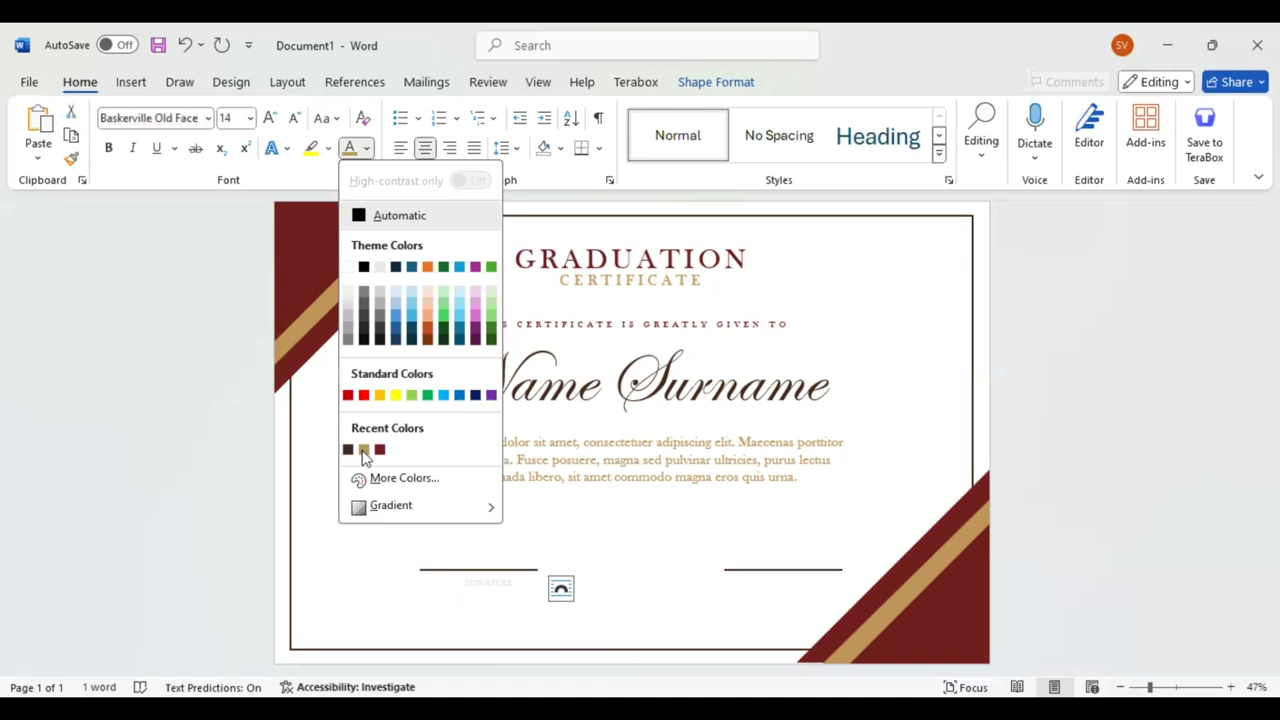 AutoSave Off Document1 - Word Search SV
File Home Insert Draw Design Layout References Mailings Review View Help Terabox Shape Format Comments Editing Share
Paste Baskerville Old Face 14 Aa Normal No Spacing Heading Editing Dictate Editor Add-ins Save to TeraBox
Clipboard Font Styles Voice Editor Add-ins Save
High-contrast only Off
Automatic
Theme Colors
Standard Colors
Recent Colors
More Colors...
Gradient
GRADUATION
CERTIFICATE
CERTIFICATE IS GREATLY GIVEN TO
Name Surname
dolor sit amet, consectetuer adipiscing elit. Maecenas porttitor
Fusce posuere, magna sed pulvinar ultricies, purus lectus
libero, sit amet commodo magna eros quis urna.
Page 1 of 1 1 word Text Predictions: On Accessibility: Investigate Focus 47%